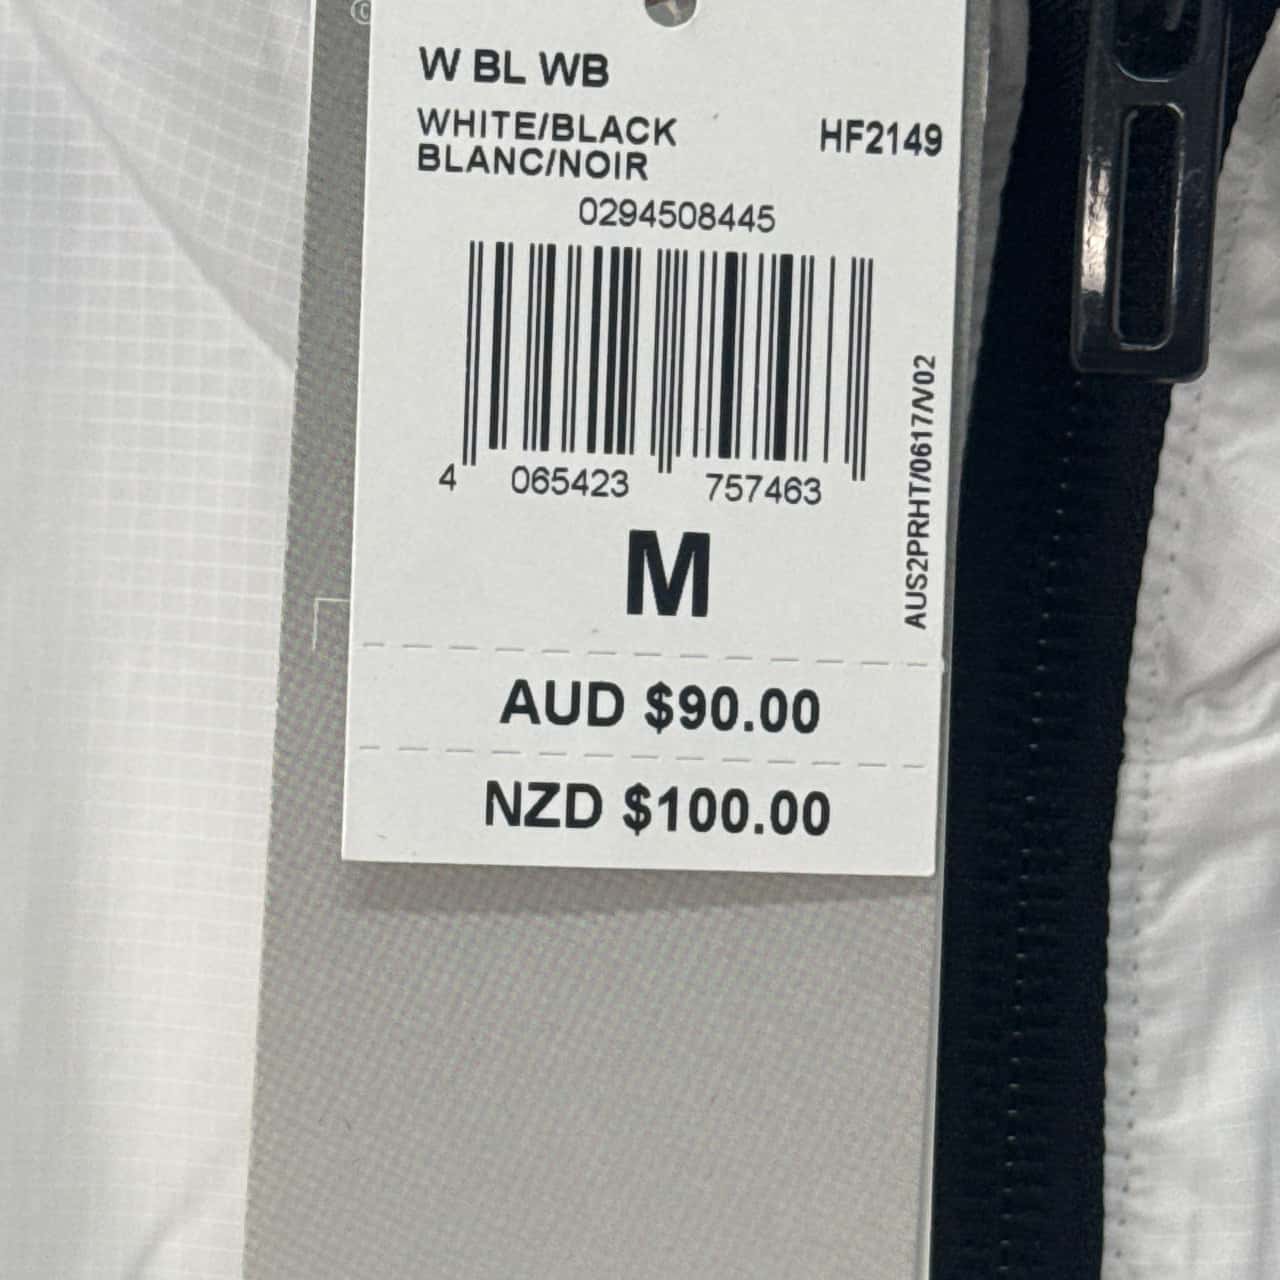 ©
W BL WB
WHITE/BLACK
BLANC/NOIR
HF2149
0294508445
4 065423 757463
M
AUS2PRHT/0617/V02
AUD $90.00
NZD $100.00